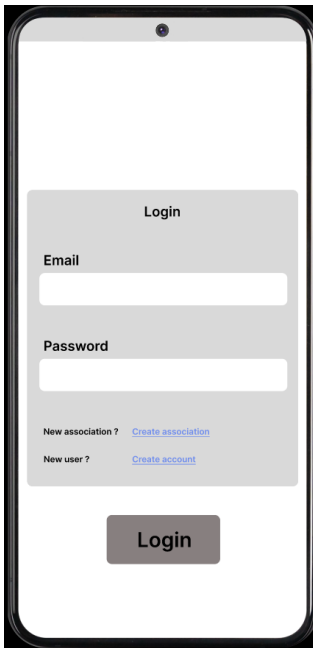 Login
Email
Password
New association ? Create association
New user ? Create account
Login